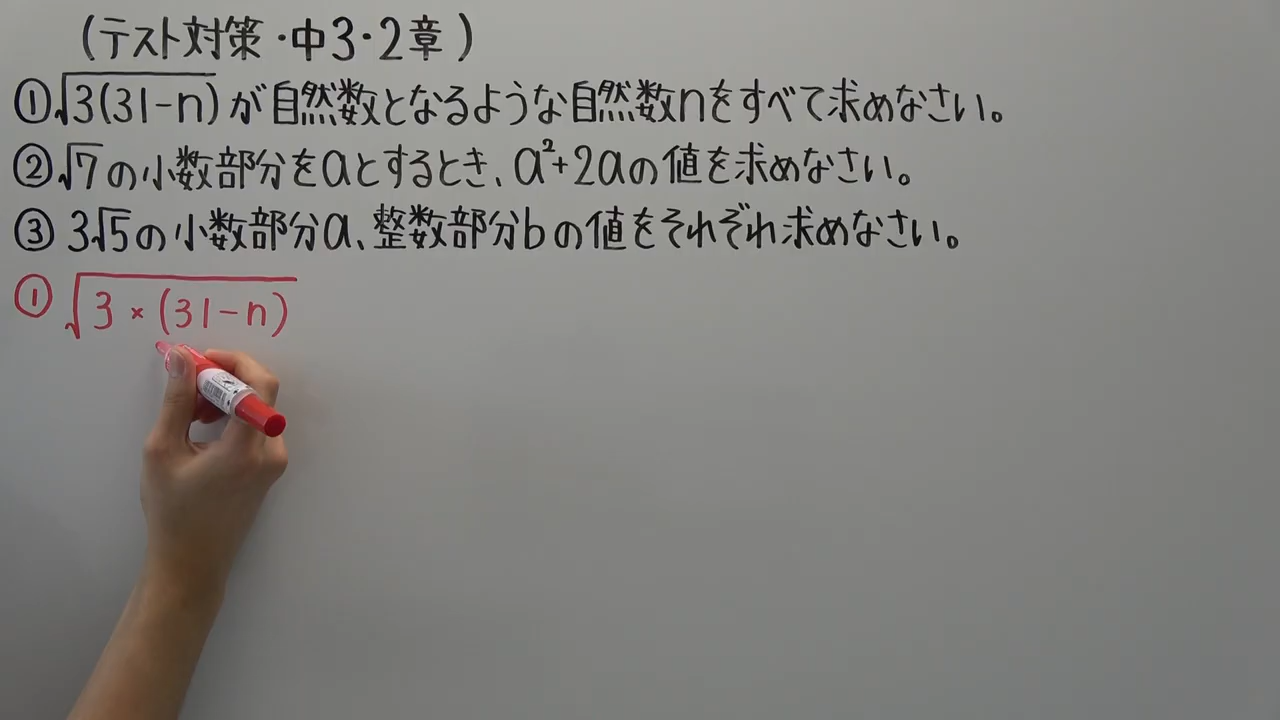 (テスト対策・中3・2章)
①√3(31-n)が自然数となるような自然数nをすべて求めなさい。
②√7の小数部分をaとするとき、a²+2aの値を求めなさい。
③ 3√5の小数部分a、整数部分bの値をそれぞれ求めなさい。
① √3×(31-n)